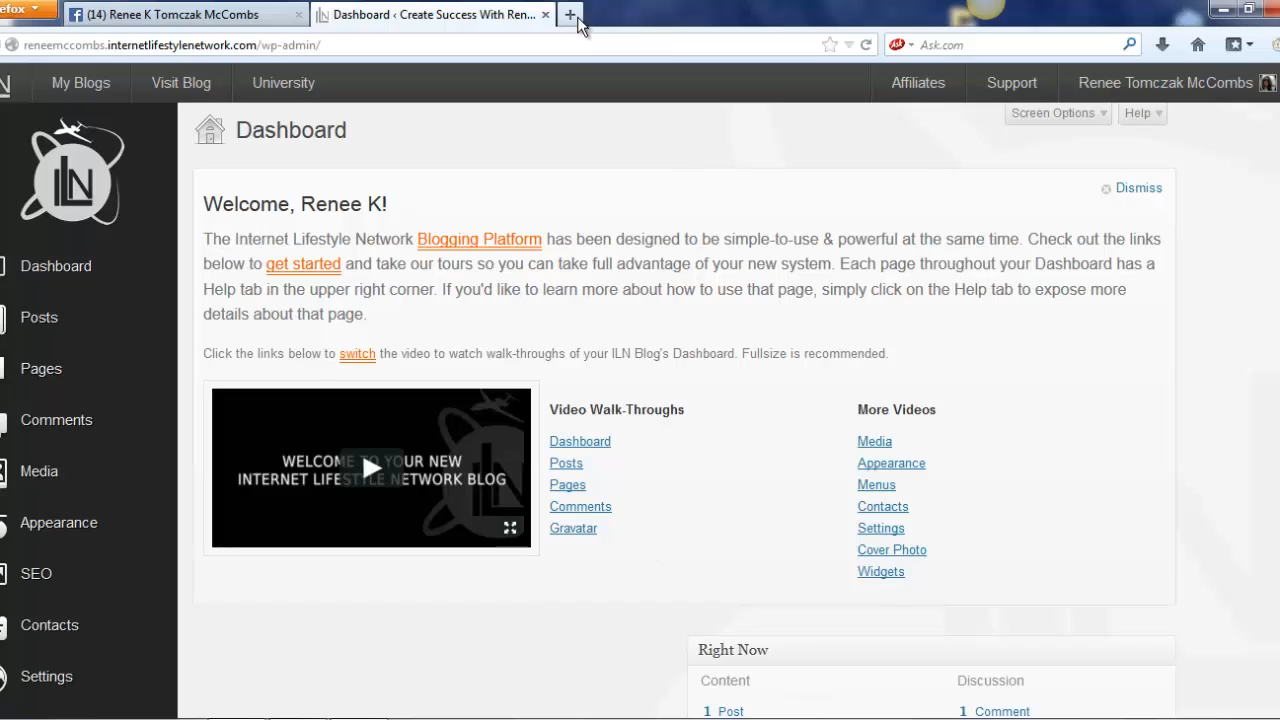 efox
(14) Renee K Tomczak McCombs
Dashboard ‹ Create Success With Ren...
reneemccombs.internetlifestylenetwork.com/wp-admin/
Ask.com
My Blogs
Visit Blog
University
Affiliates
Support
Renee Tomczak McCombs
Screen Options
Help
ILN
Dashboard
Dismiss
Welcome, Renee K!
The Internet Lifestyle Network Blogging Platform has been designed to be simple-to-use & powerful at the same time. Check out the links
below to get started and take our tours so you can take full advantage of your new system. Each page throughout your Dashboard has a
Help tab in the upper right corner. If you'd like to learn more about how to use that page, simply click on the Help tab to expose more
details about that page.
Click the links below to switch the video to watch walk-throughs of your ILN Blog's Dashboard. Fullsize is recommended.
Dashboard
Posts
Pages
Comments
Media
Appearance
SEO
Contacts
Settings
WELCOME TO YOUR NEW
INTERNET LIFESTYLE NETWORK BLOG
Video Walk-Throughs
Dashboard
Posts
Pages
Comments
Gravatar
More Videos
Media
Appearance
Menus
Contacts
Settings
Cover Photo
Widgets
Right Now
Content
Discussion
1 Post
1 Comment